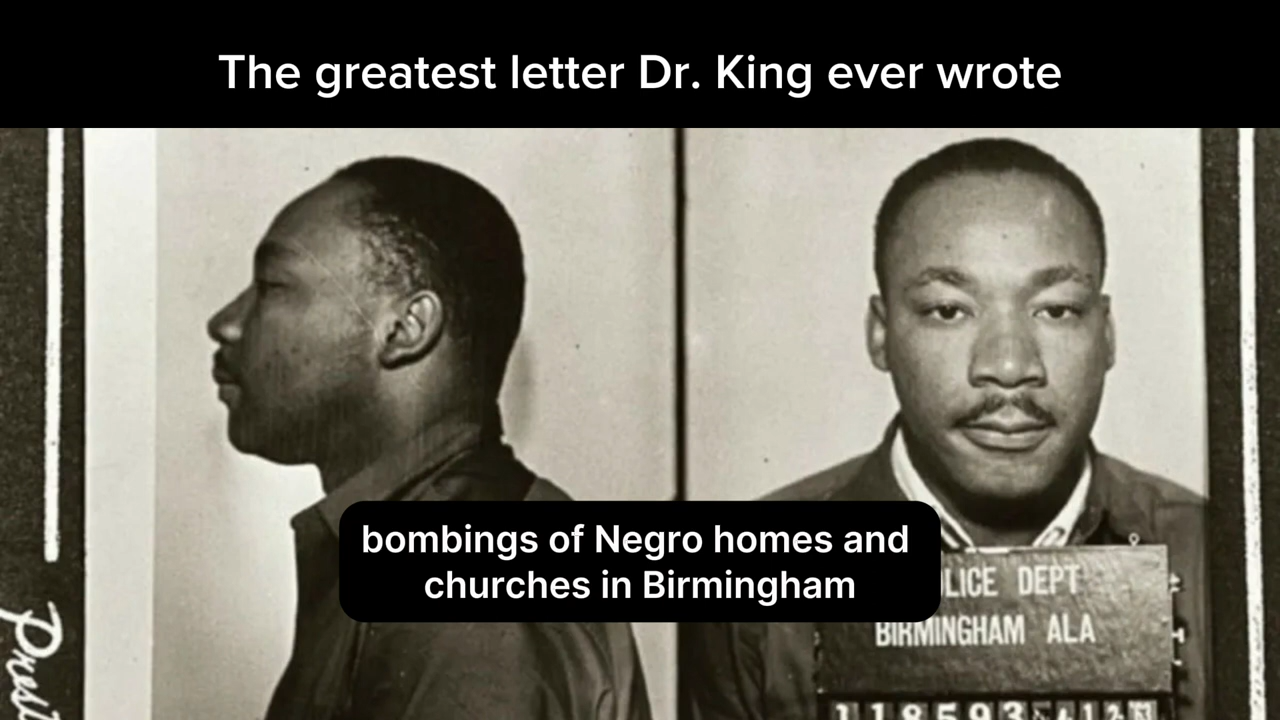 The greatest letter Dr. King ever wrote
bombings of Negro homes and
churches in Birmingham
LICE DEPT
BIRMINGHAM ALA